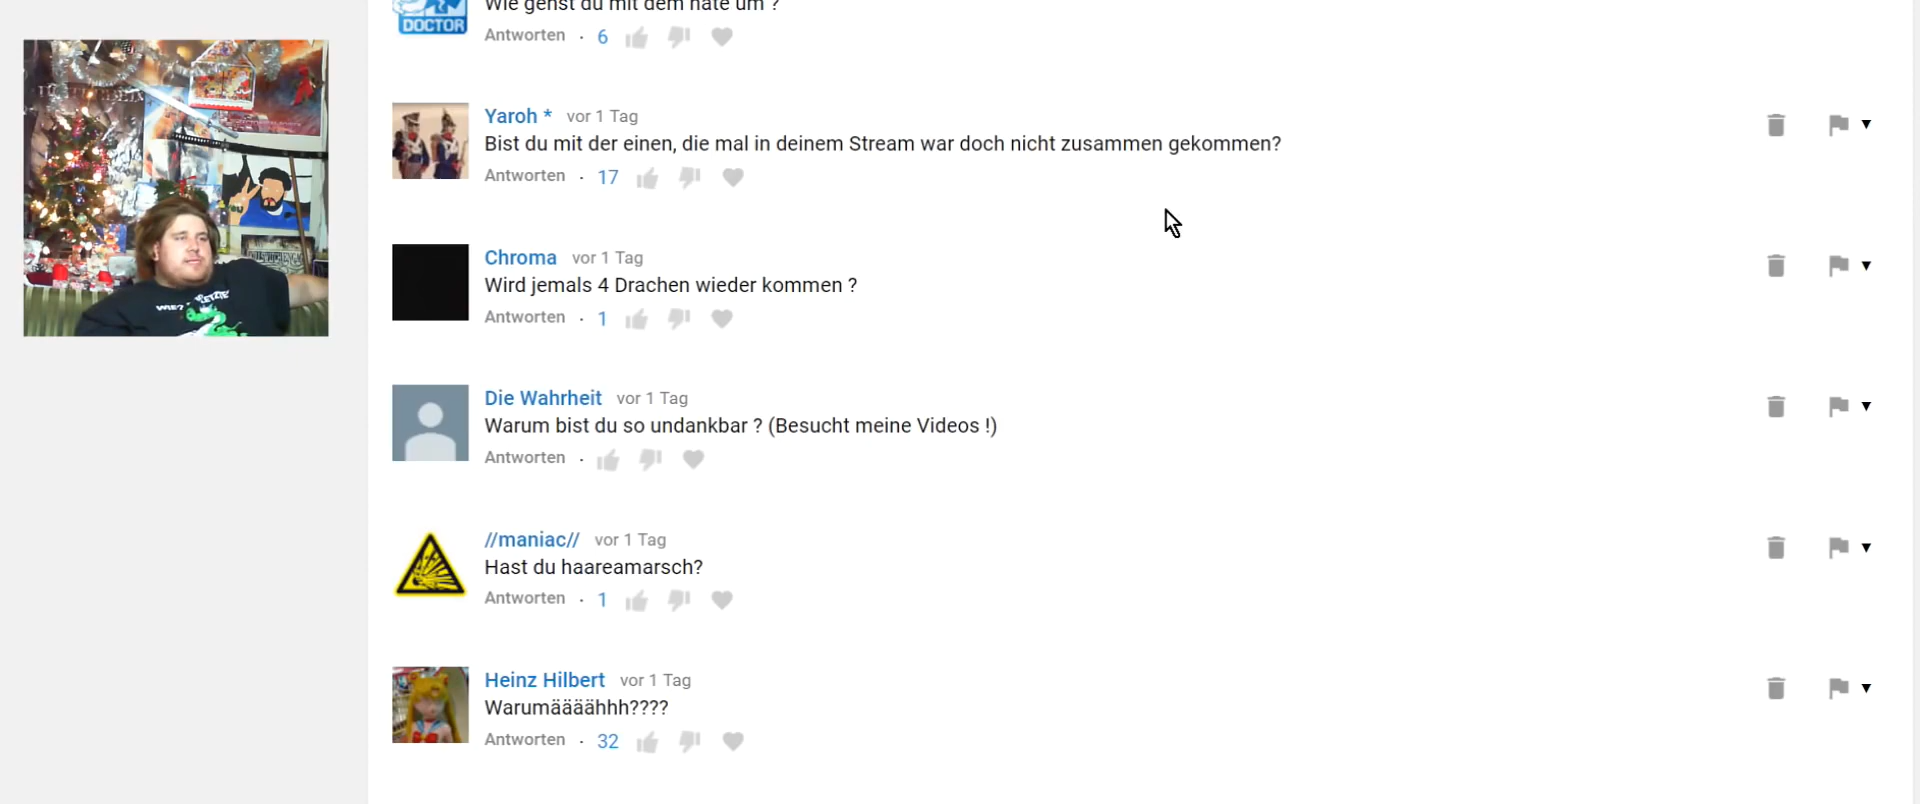 DOCTOR
Wie gehst du mit dem hate um ?
Antworten · 6
Yaroh * vor 1 Tag
Bist du mit der einen, die mal in deinem Stream war doch nicht zusammen gekommen?
Antworten · 17
Chroma vor 1 Tag
Wird jemals 4 Drachen wieder kommen ?
Antworten · 1
WIE?
Die Wahrheit vor 1 Tag
Warum bist du so undankbar ? (Besucht meine Videos !)
Antworten ·
//maniac// vor 1 Tag
Hast du haareamarsch?
Antworten · 1
Heinz Hilbert vor 1 Tag
Warumäääähhh????
Antworten · 32